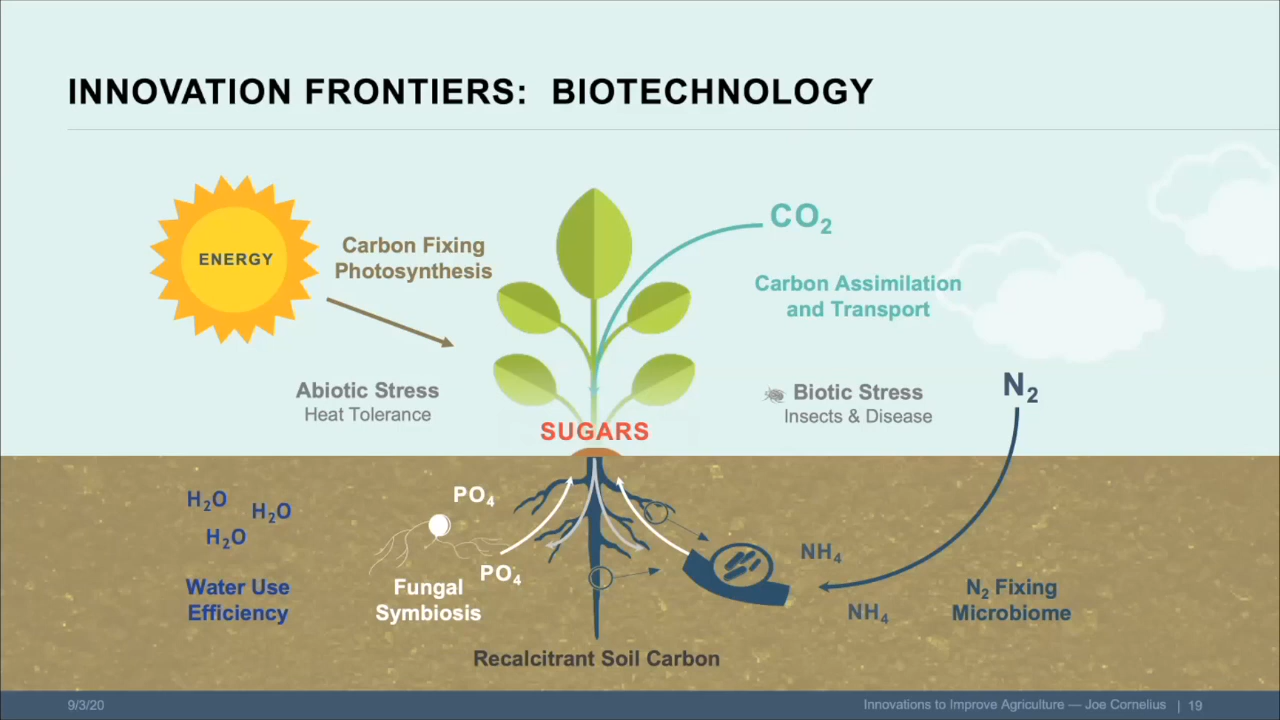 INNOVATION FRONTIERS: BIOTECHNOLOGY
ENERGY
Carbon Fixing
Photosynthesis
CO₂
Carbon Assimilation
and Transport
Abiotic Stress
Heat Tolerance
Biotic Stress
Insects & Disease
N₂
SUGARS
H₂O
H₂O
H₂O
Water Use
Efficiency
PO₄
PO₄
Fungal
Symbiosis
NH₄
NH₄
N₂ Fixing
Microbiome
Recalcitrant Soil Carbon
9/3/20
Innovations to Improve Agriculture — Joe Cornelius | 19